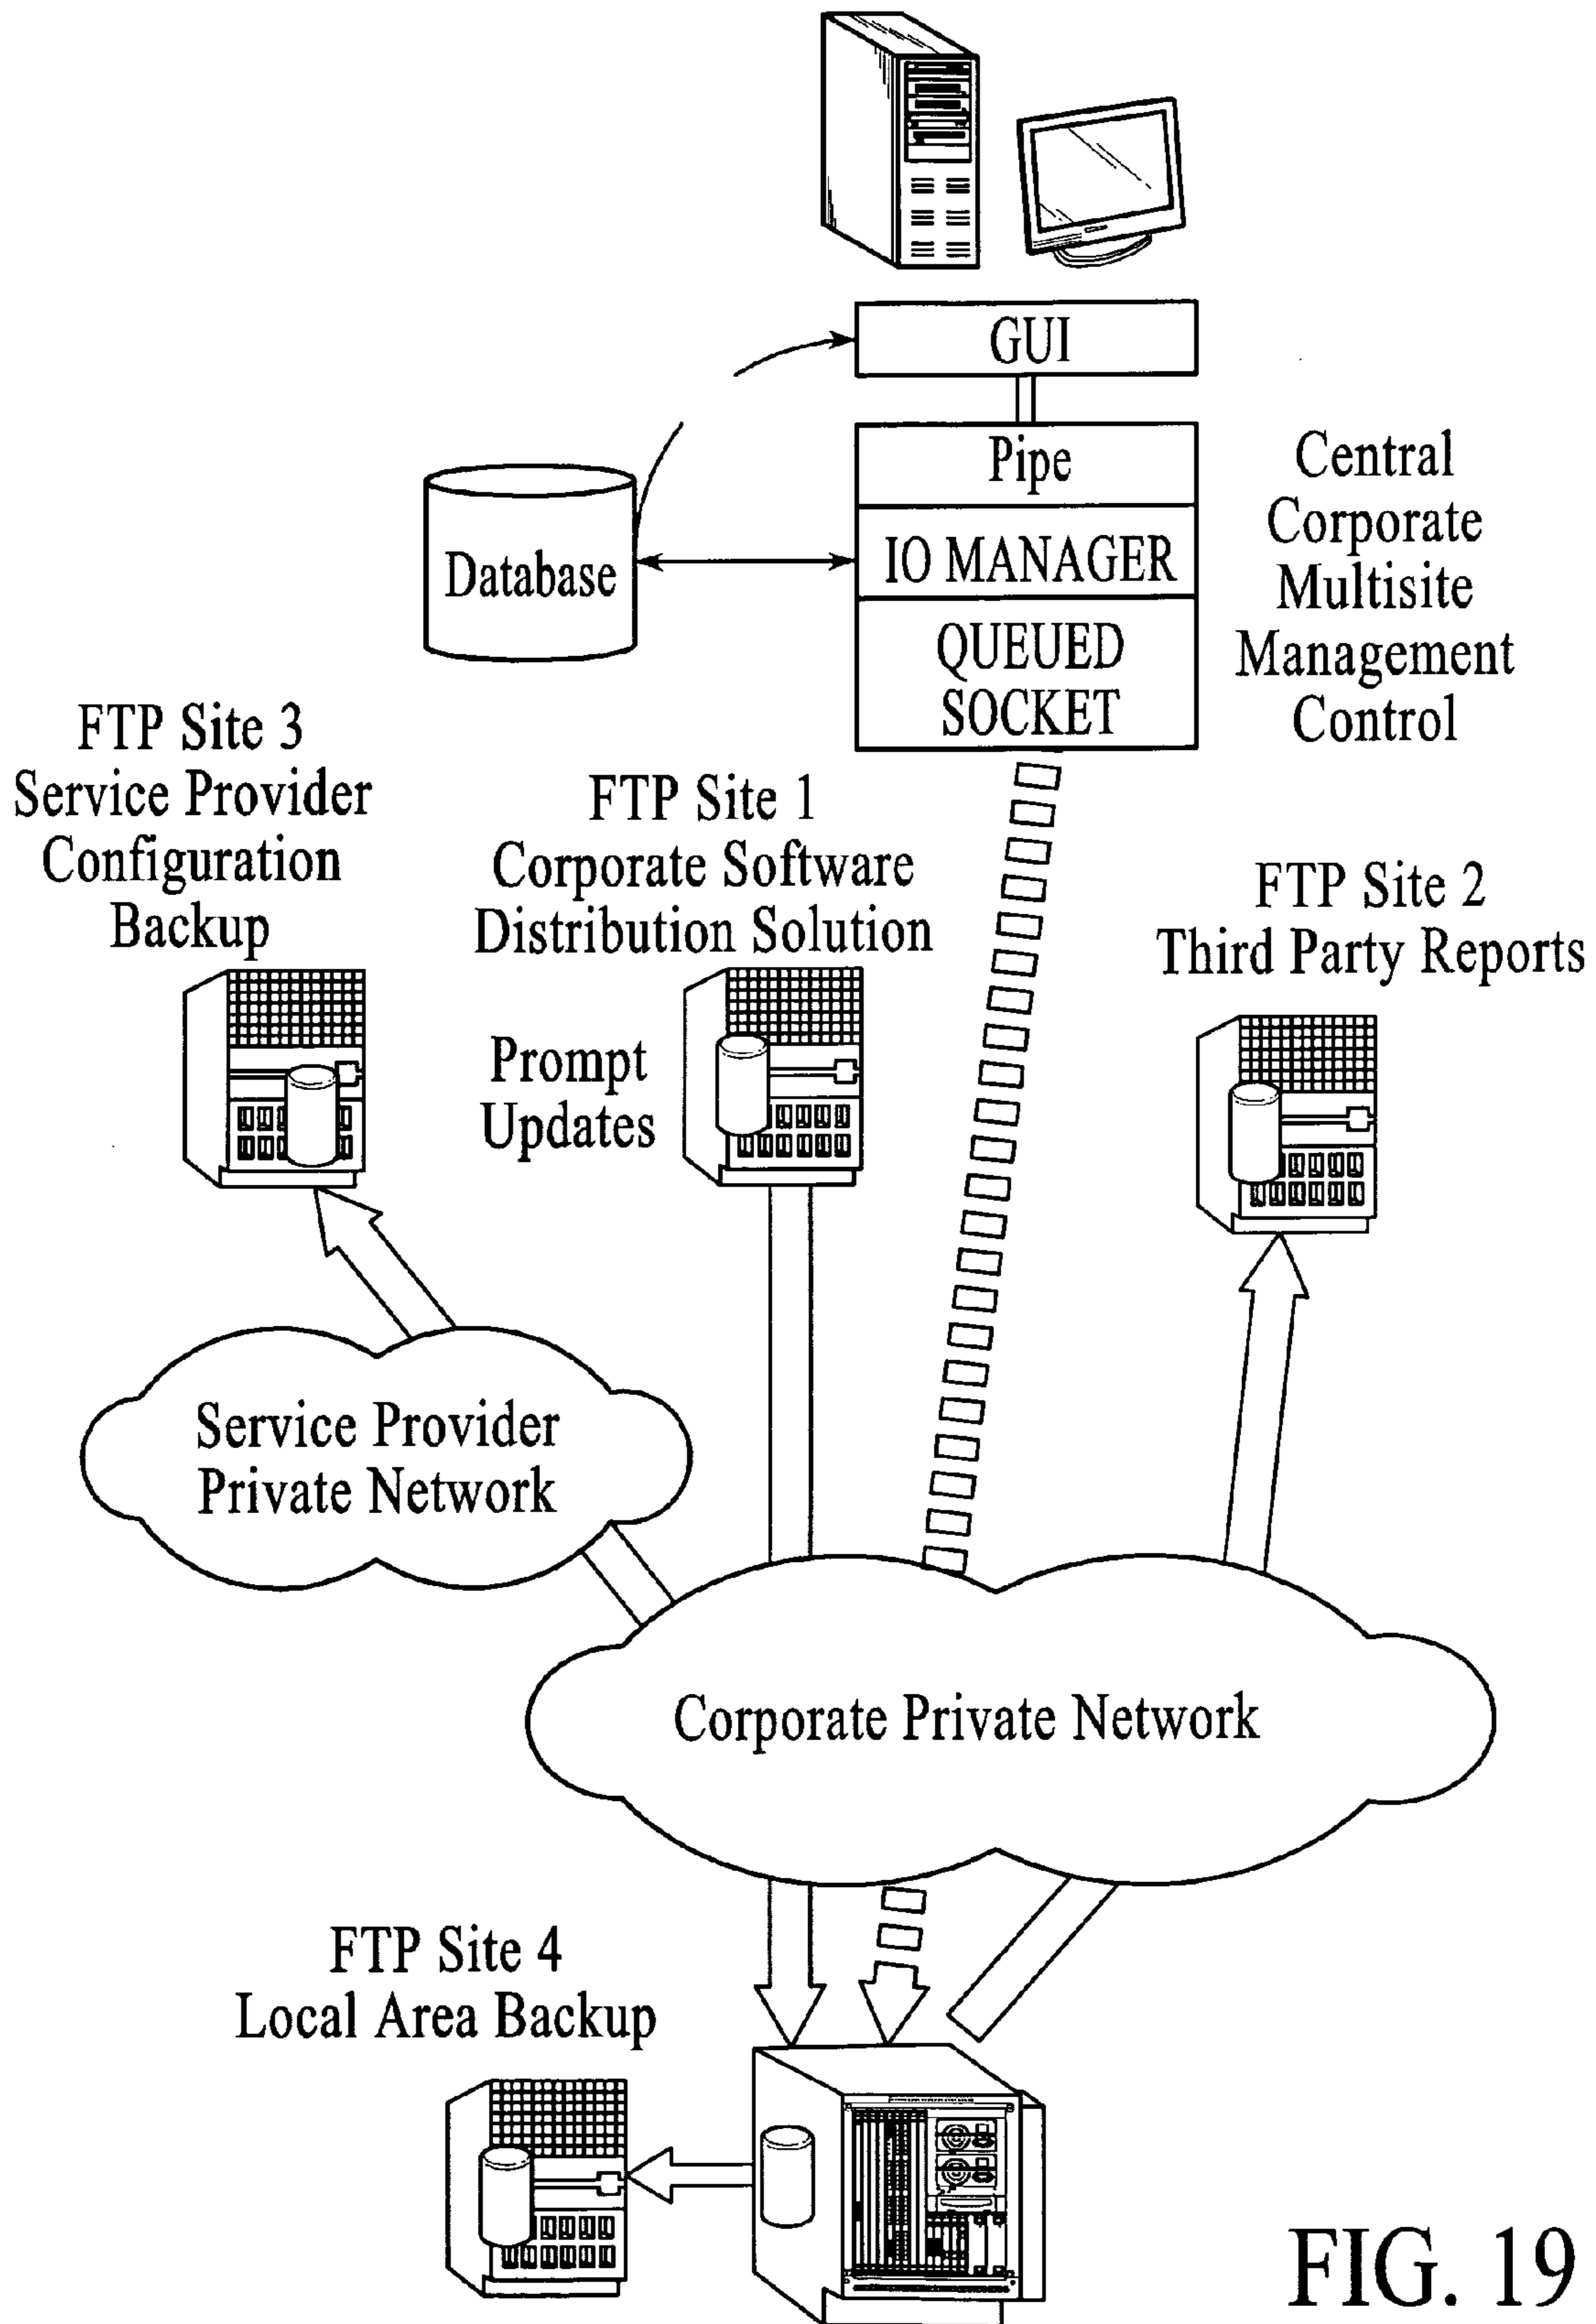 GUI
Pipe
IO MANAGER
QUEUED
SOCKET
Database
Central
Corporate
Multisite
Management
Control
FTP Site 3
Service Provider
Configuration
Backup
FTP Site 1
Corporate Software
Distribution Solution
FTP Site 2
Third Party Reports
Prompt
Updates
Service Provider
Private Network
Corporate Private Network
FTP Site 4
Local Area Backup
FIG. 19